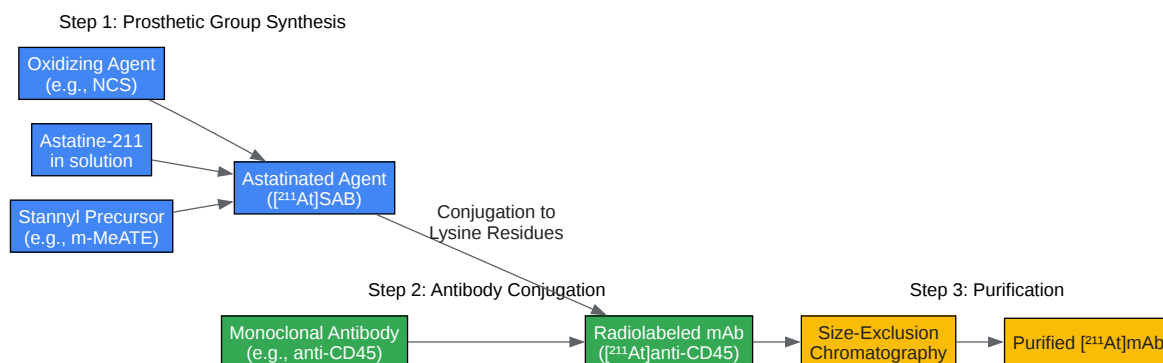 Step 1: Prosthetic Group Synthesis
Oxidizing Agent
(e.g., NCS)
Astatine-211
in solution
Stannyl Precursor
(e.g., m-MeATE)
Astatinated Agent
([²¹¹At]SAB)
Conjugation to
Lysine Residues
Step 2: Antibody Conjugation
Monoclonal Antibody
(e.g., anti-CD45)
Radiolabeled mAb
([²¹¹At]anti-CD45)
Step 3: Purification
Size-Exclusion
Chromatography
Purified [²¹¹At]mAb